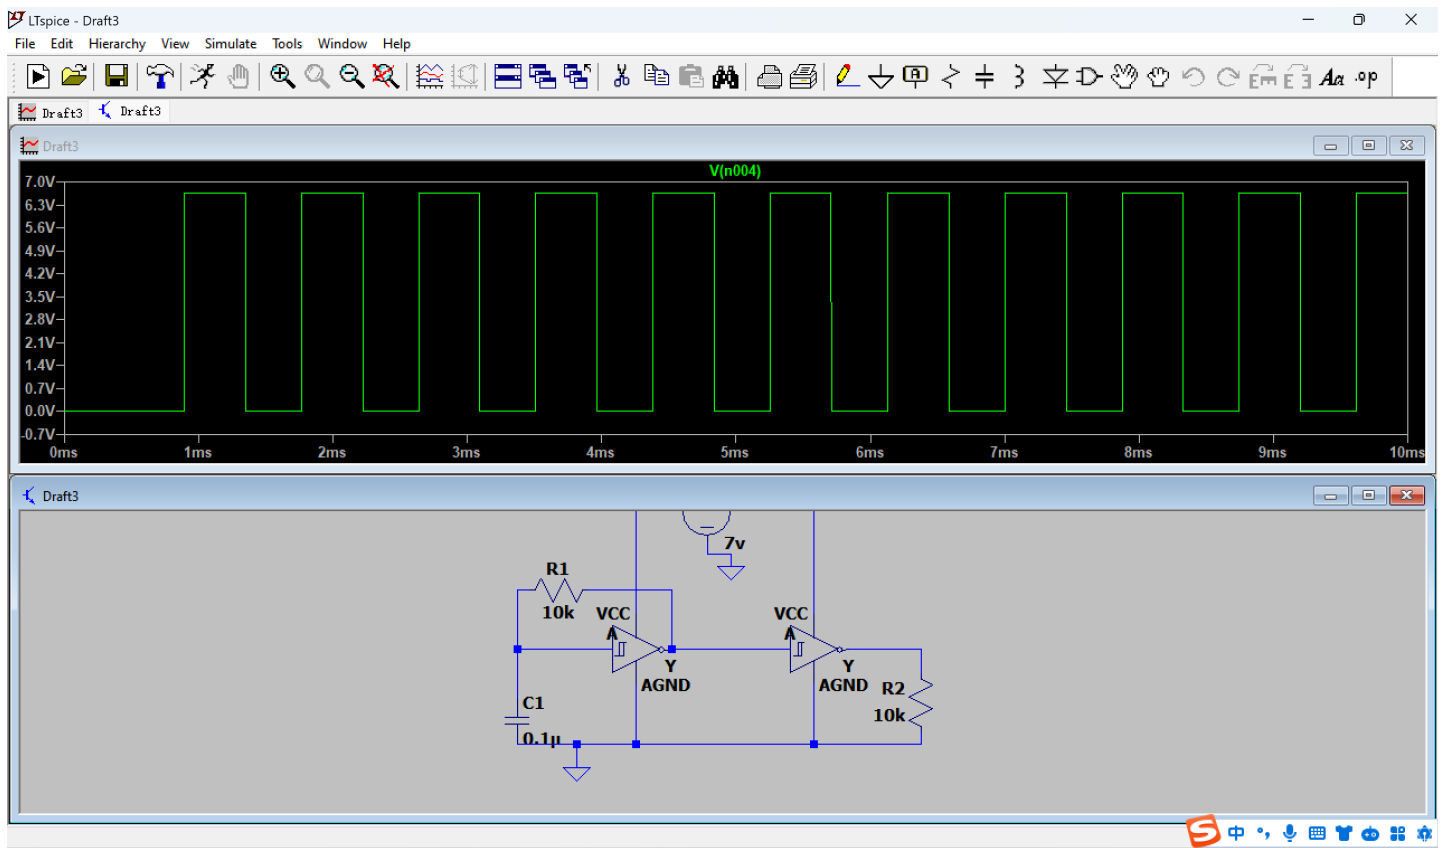 LTspice - Draft3
File Edit Hierarchy View Simulate Tools Window Help
A
Aa .op
Draft3 Draft3
Draft3
V(n004)
7.0V
6.3V
5.6V
4.9V
4.2V
3.5V
2.8V
2.1V
1.4V
0.7V
0.0V
-0.7V
0ms 1ms 2ms 3ms 4ms 5ms 6ms 7ms 8ms 9ms 10ms
Draft3
7v
R1
10k
VCC
A
Y
AGND
VCC
A
Y
AGND
R2
10k
C1
0.1µ
S 中